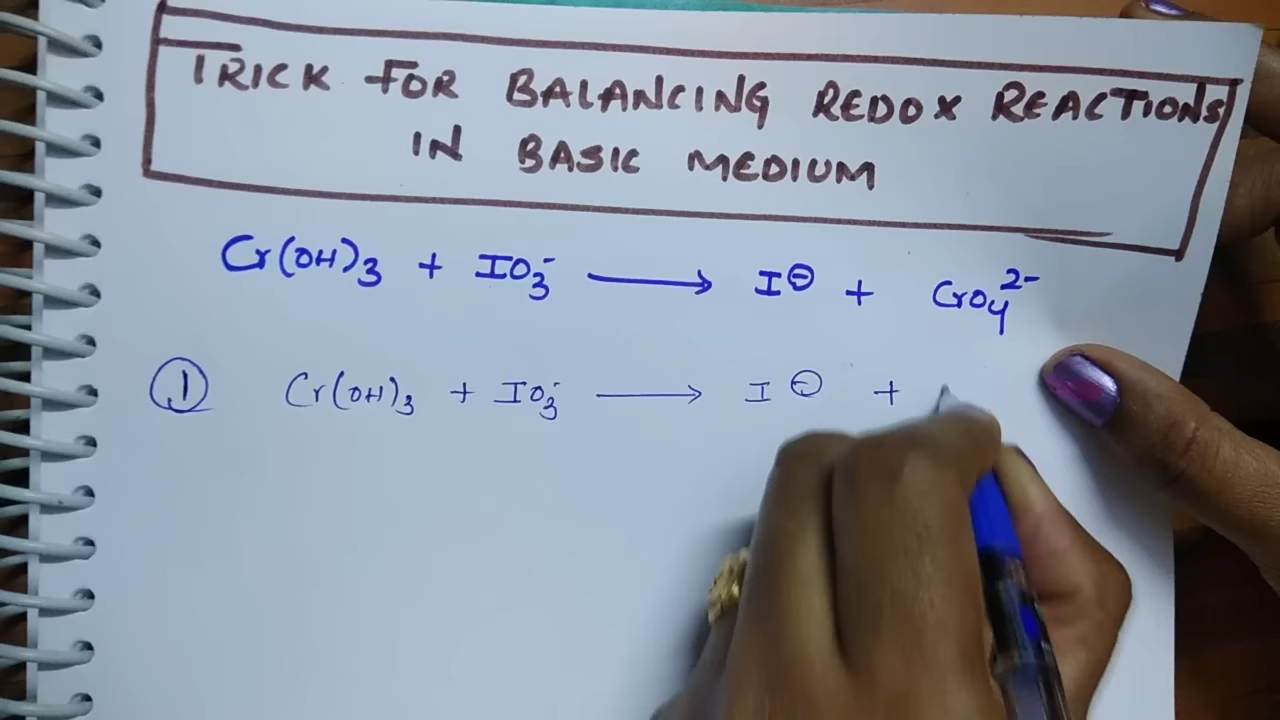 TRICK FOR BALANCING REDOX REACTIONS
IN BASIC MEDIUM
Cr(OH)₃ + IO₃⁻ ⟶ I⊖ + CrO₄²⁻
① Cr(OH)₃ + IO₃⁻ ⟶ I⊖ +